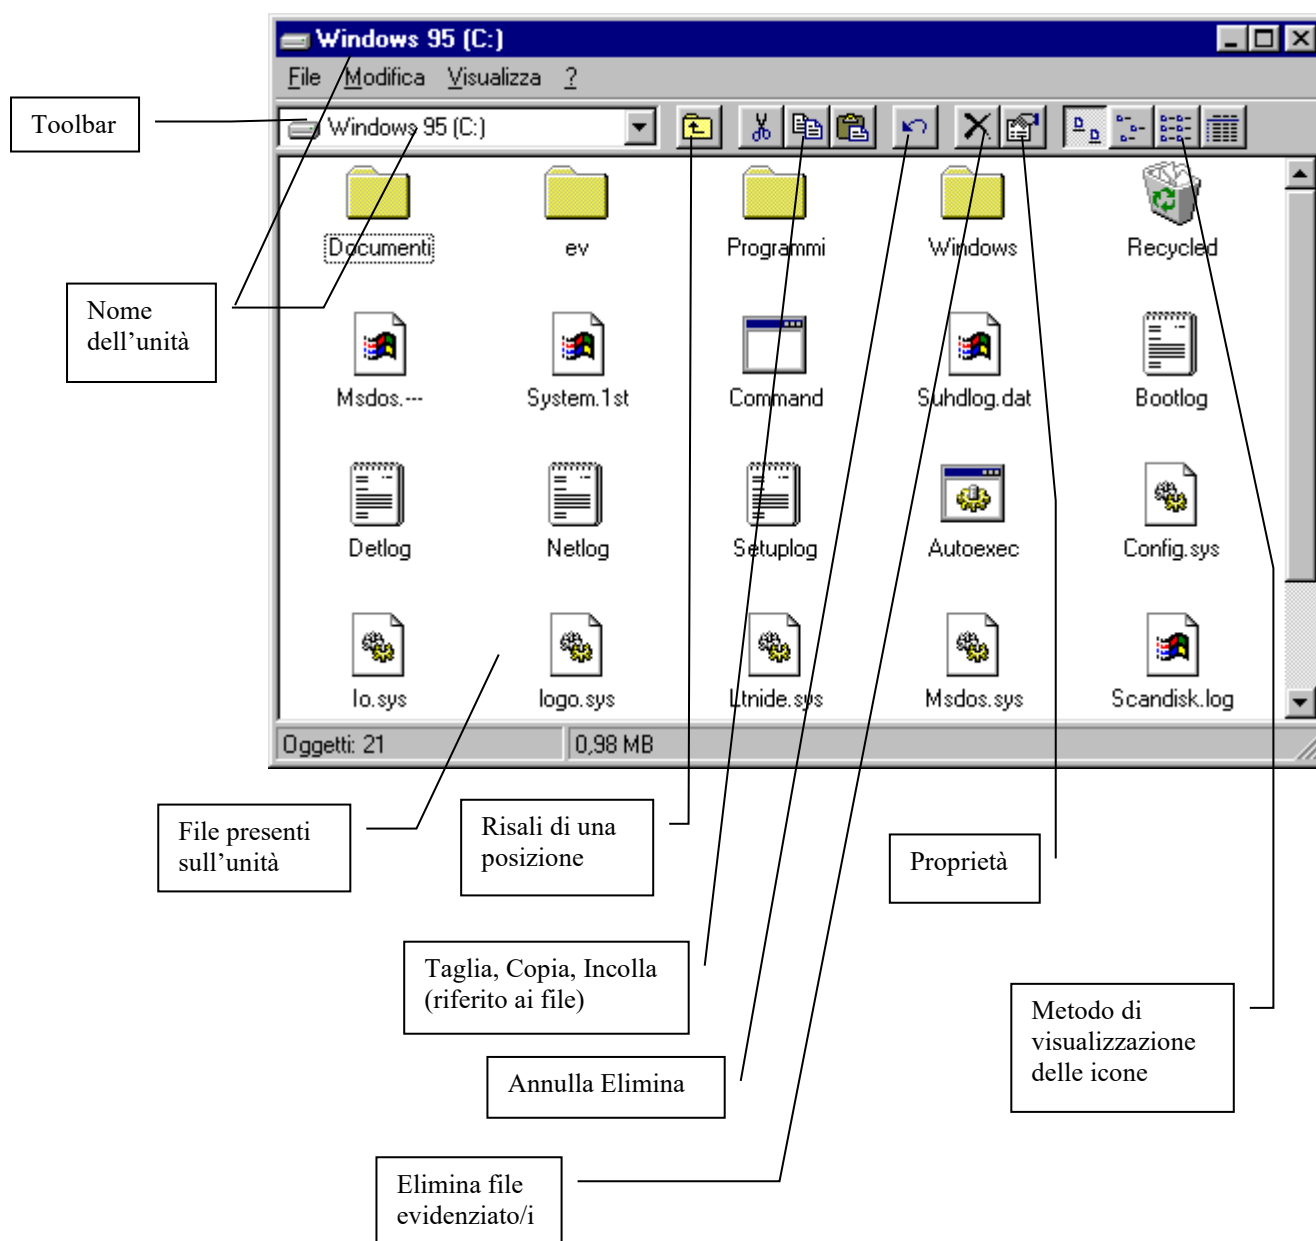 Windows 95 (C:)
File Modifica Visualizza ?
Toolbar
Windows 95 (C:)
Documenti ev Programmi Windows Recycled
Nome
dell’unità
Msdos.--- System.1st Command Suhdlog.dat Bootlog
Detlog Netlog Setuplog Autoexec Config.sys
Io.sys logo.sys Ltnide.sys Msdos.sys Scandisk.log
Oggetti: 21 0,98 MB
File presenti
sull’unità
Risali di una
posizione
Proprietà
Taglia, Copia, Incolla
(riferito ai file)
Metodo di
visualizzazione
delle icone
Annulla Elimina
Elimina file
evidenziato/i